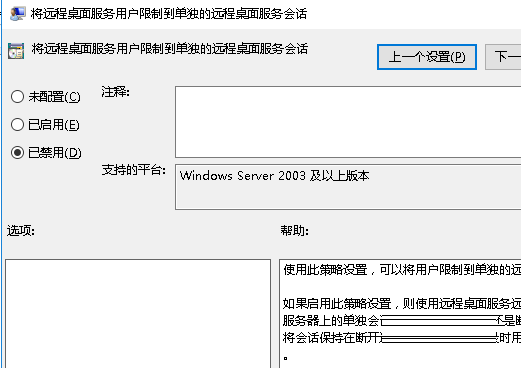 将远程桌面服务用户限制到单独的远程桌面服务会话
将远程桌面服务用户限制到单独的远程桌面服务会话
上一个设置(P)
下一
未配置(C)
注释:
已启用(E)
已禁用(D)
支持的平台:
Windows Server 2003 及以上版本
选项:
帮助:
使用此策略设置，可以将用户限制到单独的远
如果启用此策略设置，则使用远程桌面服务远
服务器上的单独会 是断
将会话保持在断开 时用
。